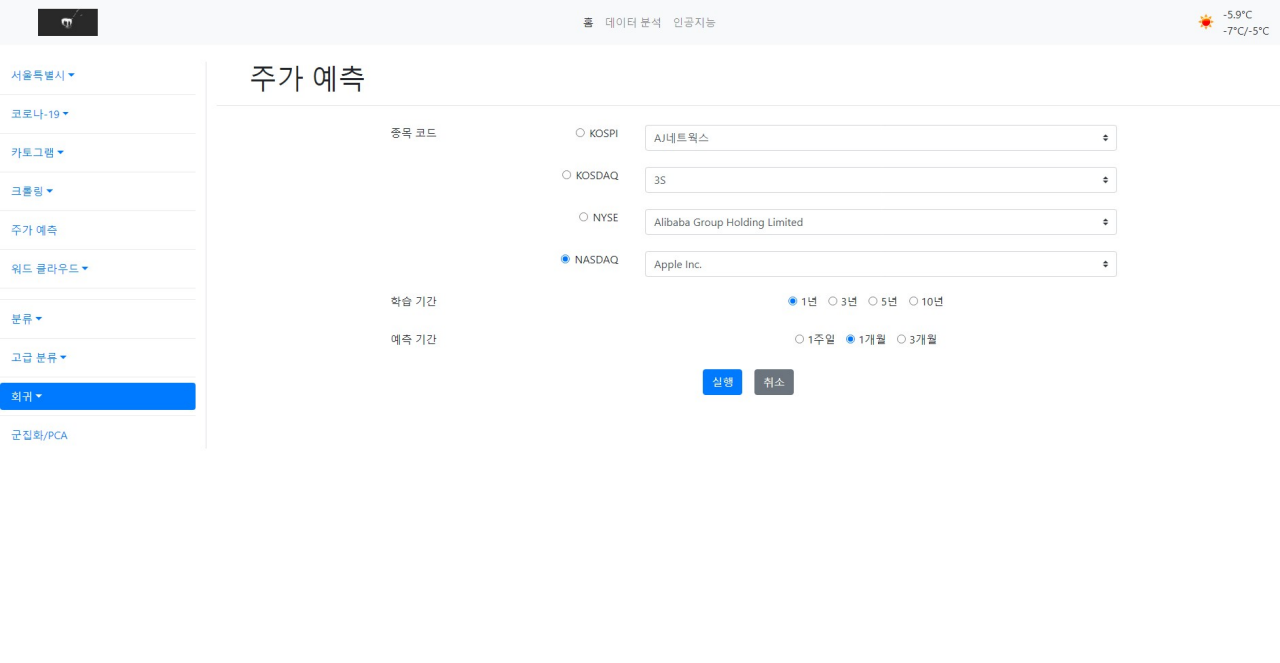 홈 데이터 분석 인공지능
-5.9°C
-7°C/-5°C
서울특별시
코로나-19
카토그램
크롤링
주가 예측
워드 클라우드
분류
고급 분류
회귀
군집화/PCA
주가 예측
종목 코드 KOSPI AJ네트웍스
KOSDAQ 3S
NYSE Alibaba Group Holding Limited
NASDAQ Apple Inc.
학습 기간 1년 3년 5년 10년
예측 기간 1주일 1개월 3개월
실행 취소